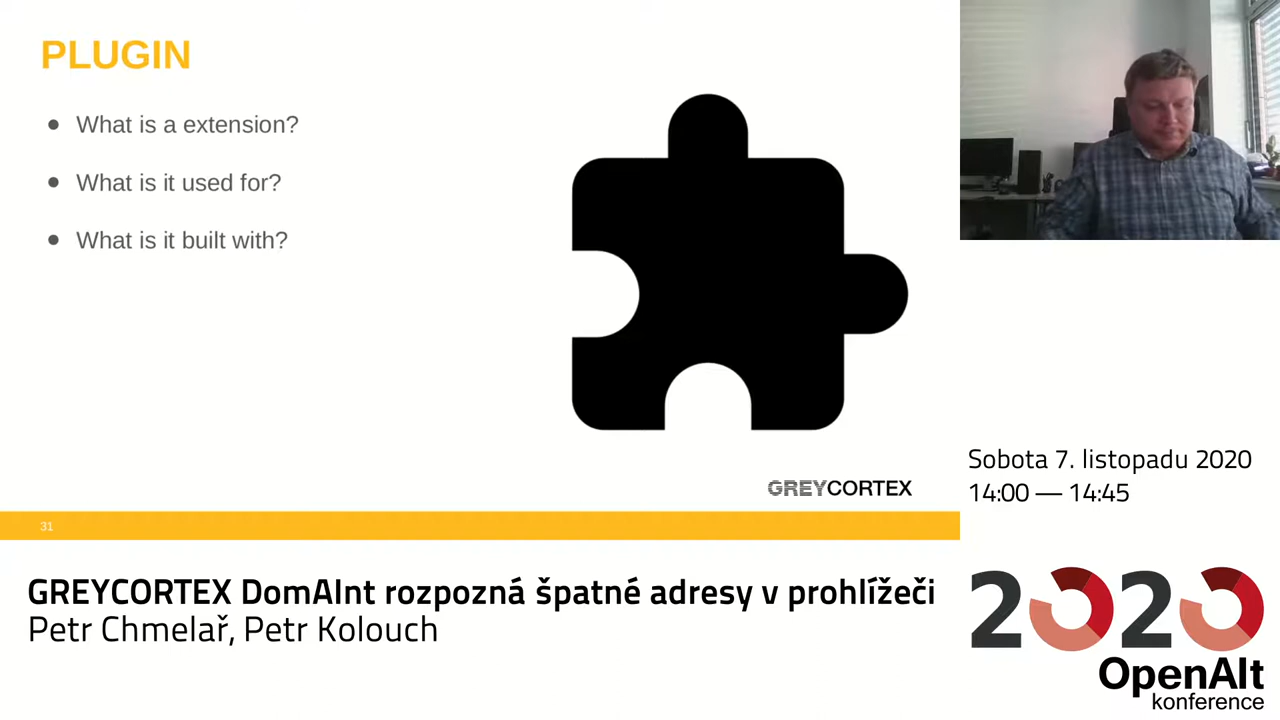 PLUGIN
What is a extension?
What is it used for?
What is it built with?
GREYCORTEX
31
Sobota 7. listopadu 2020
14:00 — 14:45
GREYCORTEX DomAInt rozpozná špatné adresy v prohlížeči
Petr Chmelař, Petr Kolouch
2020
OpenAlt
konference